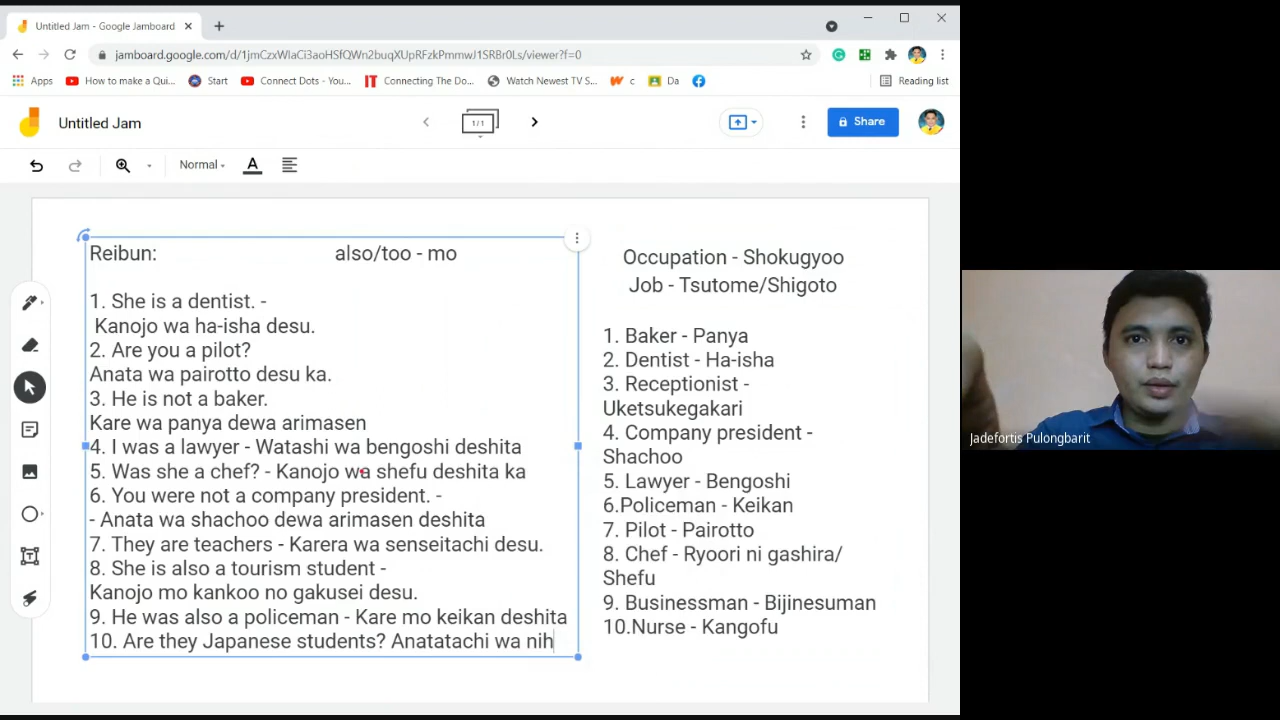 Untitled Jam - Google Jamboard
jamboard.google.com/d/1jmCzxWIaCi3aoHSfQWn2buqXUpRFzkPmmwJ1SRBr0Ls/viewer?f=0
Apps How to make a Qui... Start Connect Dots - You... Connecting The Do... Watch Newest TV S... c Da Reading list
Untitled Jam
1/1
Share
Normal
Reibun: also/too - mo
1. She is a dentist. -
Kanojo wa ha-isha desu.
2. Are you a pilot?
Anata wa pairotto desu ka.
3. He is not a baker.
Kare wa panya dewa arimasen
4. I was a lawyer - Watashi wa bengoshi deshita
5. Was she a chef? - Kanojo wa shefu deshita ka
6. You were not a company president. -
- Anata wa shachoo dewa arimasen deshita
7. They are teachers - Karera wa senseitachi desu.
8. She is also a tourism student -
Kanojo mo kankoo no gakusei desu.
9. He was also a policeman - Kare mo keikan deshita
10. Are they Japanese students? Anatatachi wa nih
Occupation - Shokugyoo
Job - Tsutome/Shigoto
1. Baker - Panya
2. Dentist - Ha-isha
3. Receptionist -
Uketsukegakari
4. Company president -
Shachoo
5. Lawyer - Bengoshi
6.Policeman - Keikan
7. Pilot - Pairotto
8. Chef - Ryoori ni gashira/
Shefu
9. Businessman - Bijinesuman
10.Nurse - Kangofu
Jadefortis Pulongbarit